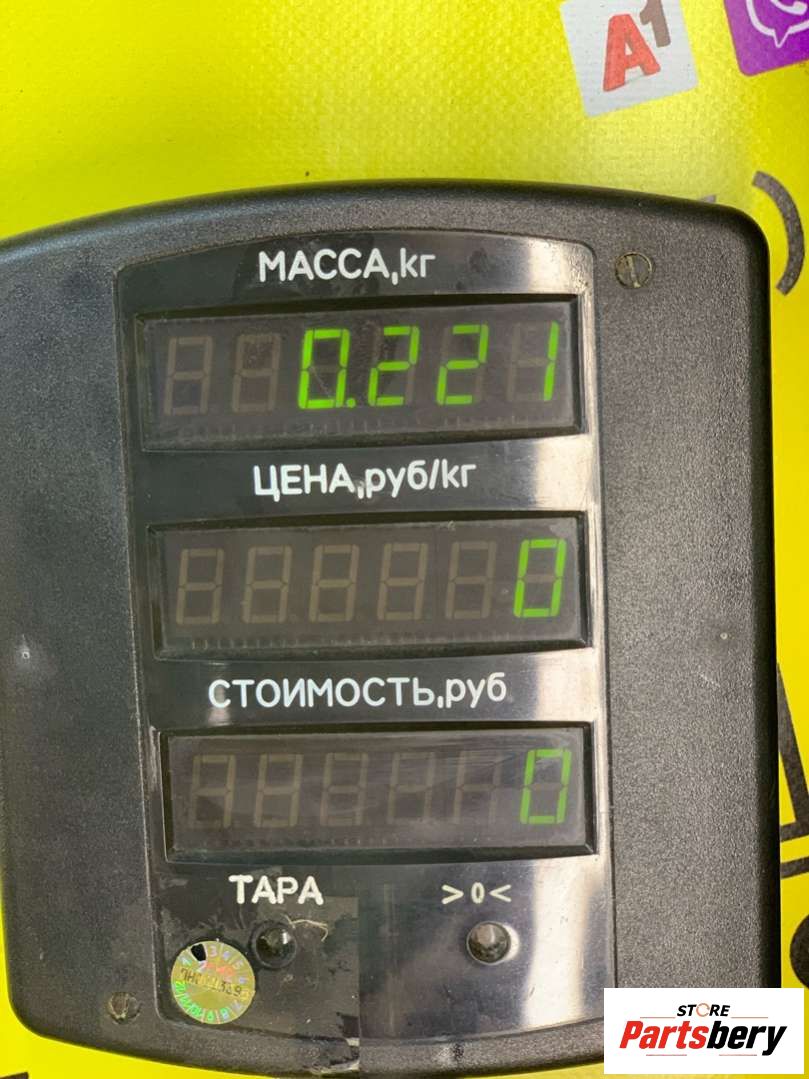 A1
МАССА,кг
0.221
ЦЕНА,руб/кг
0
СТОИМОСТЬ,руб
0
ТАРА >0<
STORE
Partsbery